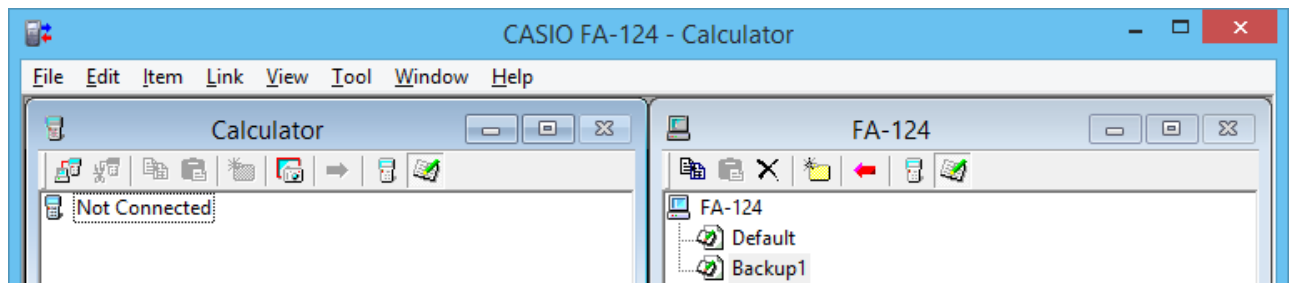 CASIO FA-124 - Calculator
File Edit Item Link View Tool Window Help
Calculator
Not Connected
FA-124
FA-124
Default
Backup1